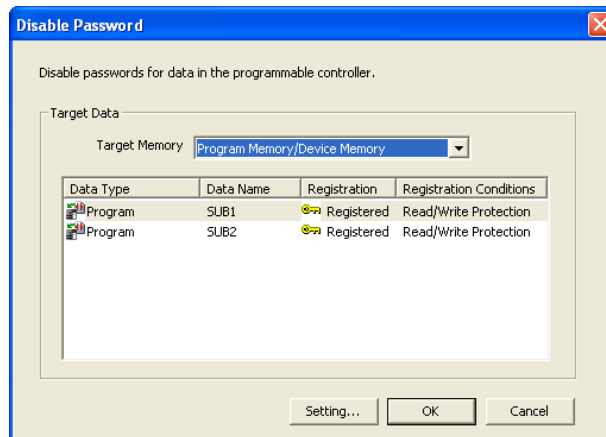 Disable Password
Disable passwords for data in the programmable controller.
Target Data
Target Memory Program Memory/Device Memory
Data Type Data Name Registration Registration Conditions
Program SUB1 Registered Read/Write Protection
Program SUB2 Registered Read/Write Protection
Setting... OK Cancel